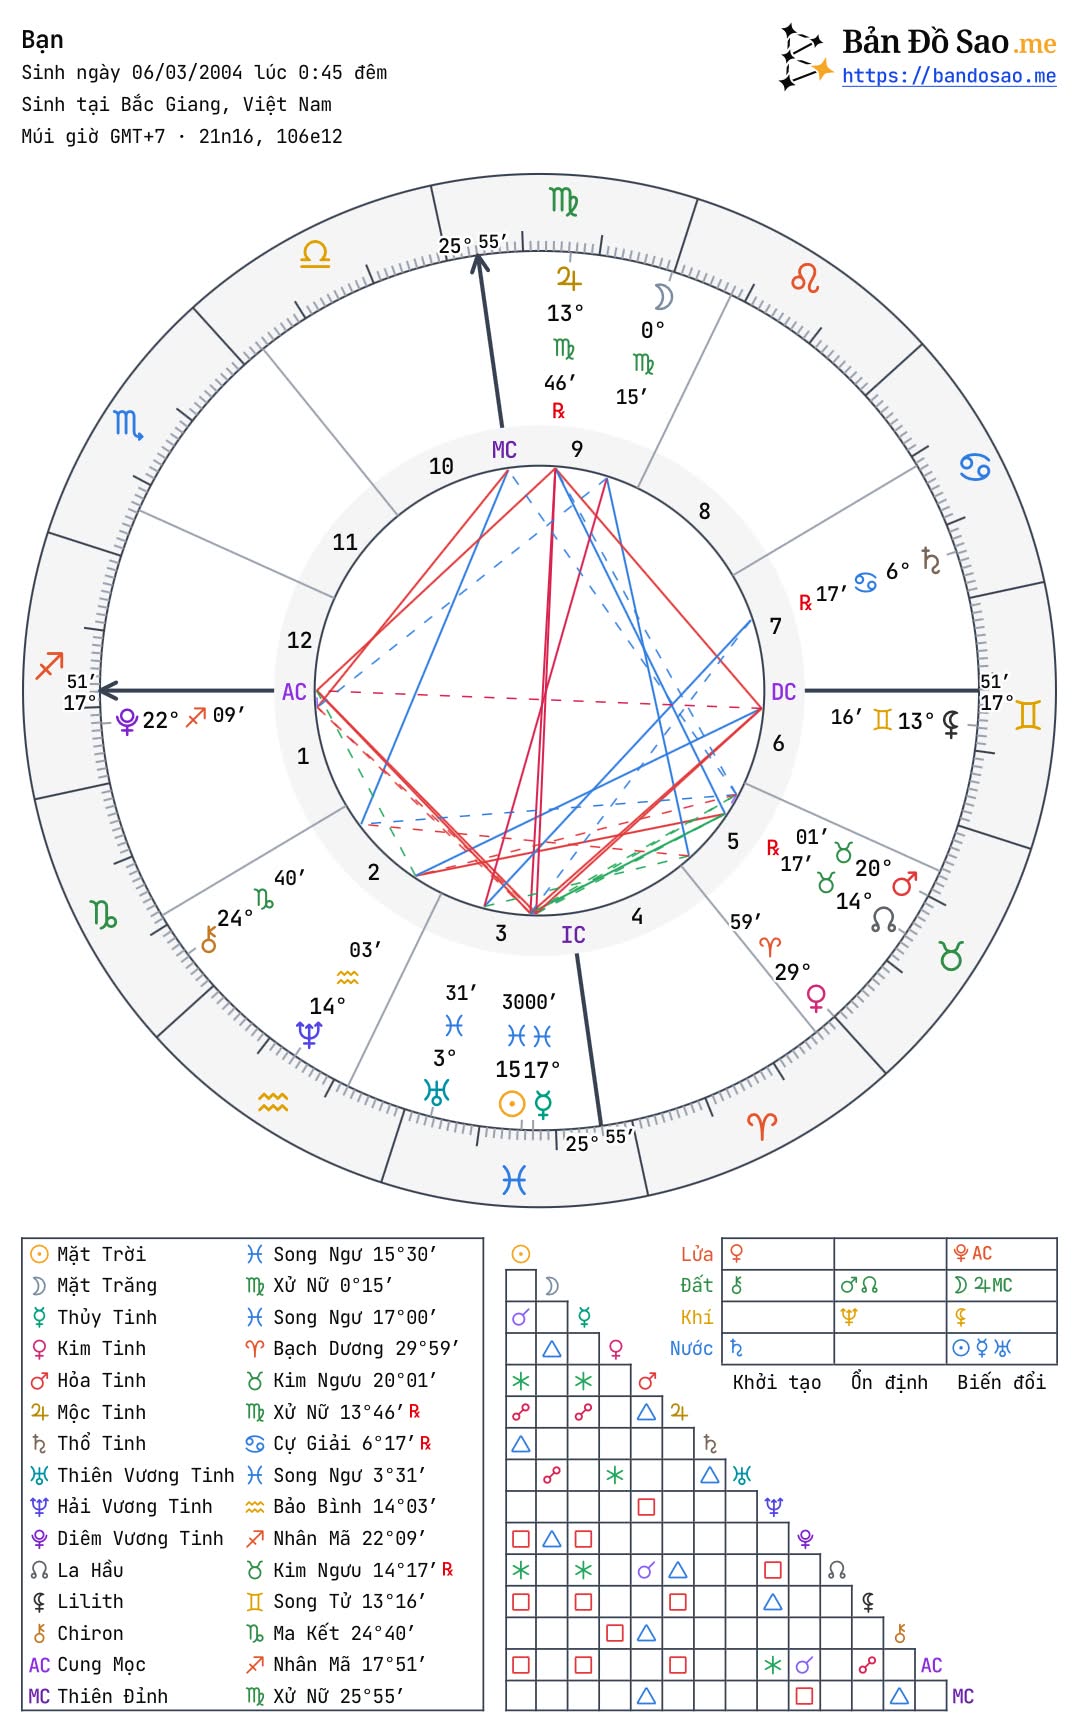 Bạn
Sinh ngày 06/03/2004 lúc 0:45 đêm
Sinh tại Bắc Giang, Việt Nam
Múi giờ GMT+7 · 21n16, 106e12
Bản Đồ Sao.me
https://bandosao.me
25° 55′
13°
46′
℞
0°
15′
MC
9
10
8
11
7
12
℞ 17′ 6°
51′
17°
AC
DC
51′
17°
22° 09′
16′ 13°
1
6
2
5
3
IC
4
℞ 01′
17′
20°
14°
40′
24°
59′
29°
03′
14°
31′
3°
3000′
1517°
25° 55′
Mặt Trời Song Ngư 15°30′
Mặt Trăng Xử Nữ 0°15′
Thủy Tinh Song Ngư 17°00′
Kim Tinh Bạch Dương 29°59′
Hỏa Tinh Kim Ngưu 20°01′
Mộc Tinh Xử Nữ 13°46′℞
Thổ Tinh Cự Giải 6°17′℞
Thiên Vương Tinh Song Ngư 3°31′
Hải Vương Tinh Bảo Bình 14°03′
Diêm Vương Tinh Nhân Mã 22°09′
La Hầu Kim Ngưu 14°17′℞
Lilith Song Tử 13°16′
Chiron Ma Kết 24°40′
AC Cung Mọc Nhân Mã 17°51′
MC Thiên Đỉnh Xử Nữ 25°55′
Lửa AC
Đất MC
Khí
Nước
Khởi tạo Ổn định Biến đổi
AC
MC